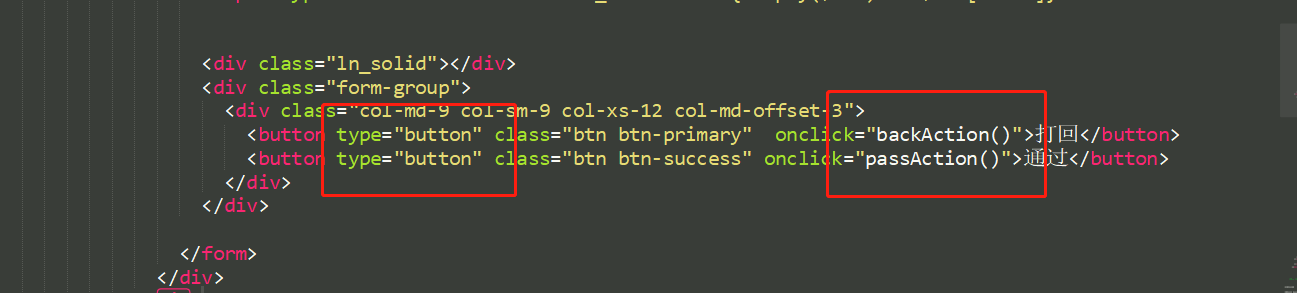 <div class="ln_solid"></div>
<div class="form-group">
<div class="col-md-9 col-sm-9 col-xs-12 col-md-offset-3">
<button type="button" class="btn btn-primary"  onclick="backAction()">打回</button>
<button type="button" class="btn btn-success" onclick="passAction()">通过</button>
</div>
</div>
</form>
</div>